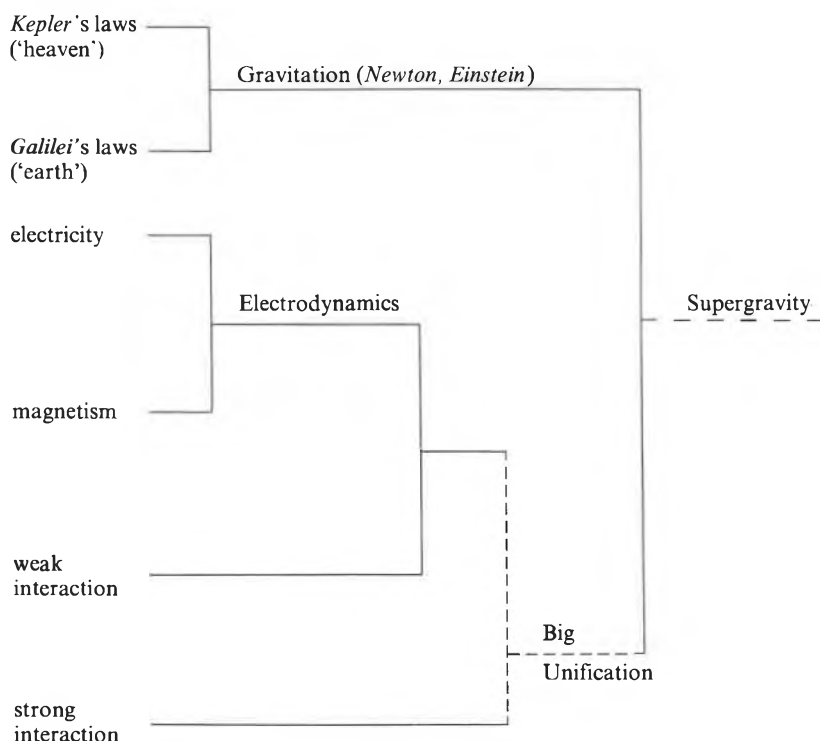 Kepler's laws
('heaven')
Gravitation (Newton, Einstein)
Galilei's laws
('earth')
electricity
Electrodynamics
Supergravity
magnetism
weak
interaction
Big
Unification
strong
interaction